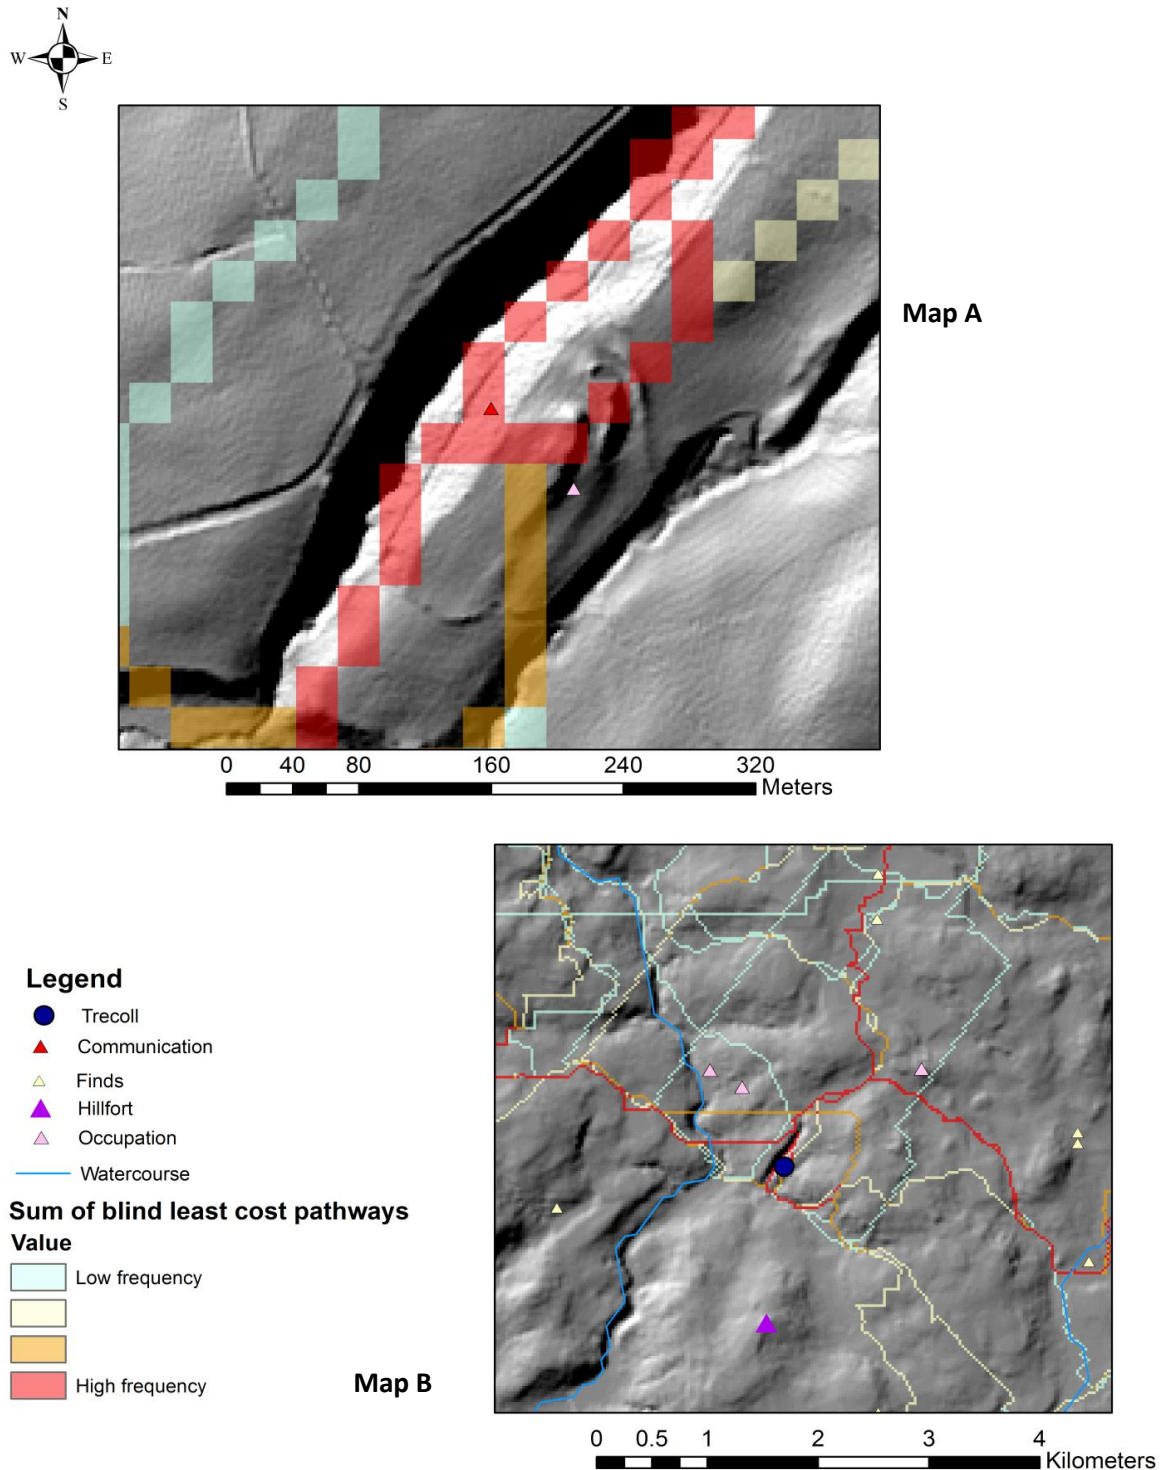 N
W E
S
Map A
0 40 80 160 240 320
Meters
Legend
Trecoll
Communication
Finds
Hillfort
Occupation
Watercourse
Sum of blind least cost pathways
Value
Low frequency
High frequency
Map B
0 0.5 1 2 3 4
Kilometers